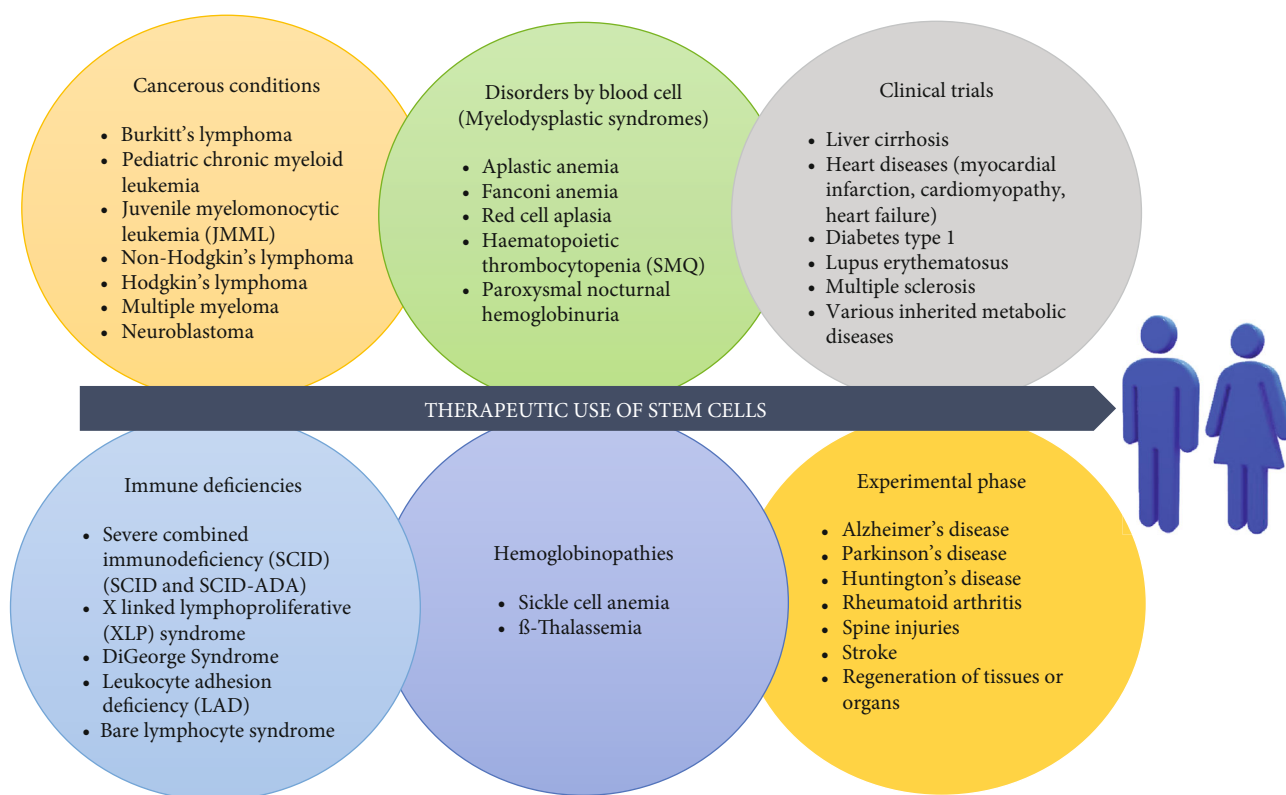 Cancerous conditions
• Burkitt's lymphoma
• Pediatric chronic myeloid
leukemia
• Juvenile myelomonocytic
leukemia (JMML)
• Non-Hodgkin's lymphoma
• Hodgkin's lymphoma
• Multiple myeloma
• Neuroblastoma
Disorders by blood cell
(Myelodysplastic syndromes)
• Aplastic anemia
• Fanconi anemia
• Red cell aplasia
• Haematopoietic
thrombocytopenia (SMQ)
• Paroxysmal nocturnal
hemoglobinuria
Clinical trials
• Liver cirrhosis
• Heart diseases (myocardial
infarction, cardiomyopathy,
heart failure)
• Diabetes type 1
• Lupus erythematosus
• Multiple sclerosis
• Various inherited metabolic
diseases
THERAPEUTIC USE OF STEM CELLS
Immune deficiencies
• Severe combined
immunodeficiency (SCID)
(SCID and SCID-ADA)
• X linked lymphoproliferative
(XLP) syndrome
• DiGeorge Syndrome
• Leukocyte adhesion
deficiency (LAD)
• Bare lymphocyte syndrome
Hemoglobinopathies
• Sickle cell anemia
• ß-Thalassemia
Experimental phase
• Alzheimer's disease
• Parkinson's disease
• Huntington's disease
• Rheumatoid arthritis
• Spine injuries
• Stroke
• Regeneration of tissues or
organs